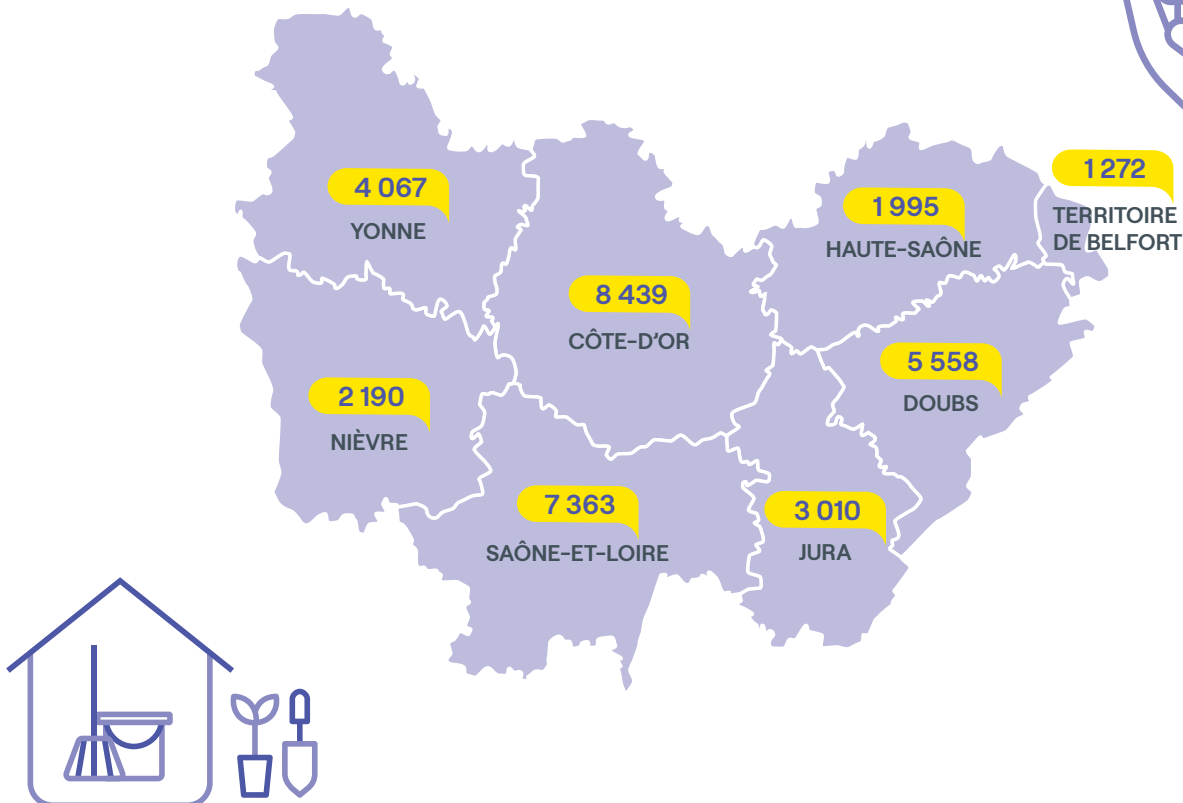 4 067
YONNE
1 995
HAUTE-SAÔNE
1 272
TERRITOIRE
DE BELFORT
8 439
CÔTE-D'OR
5 558
DOUBS
2 190
NIÈVRE
7 363
SAÔNE-ET-LOIRE
3 010
JURA